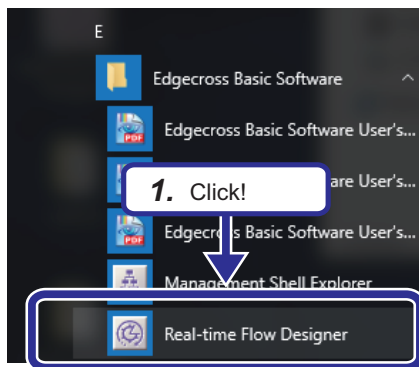 E
Edgecross Basic Software
Edgecross Basic Software User's...
1. Click!
are User's...
Edgecross Basic Software User's...
Management Shell Explorer
Real-time Flow Designer